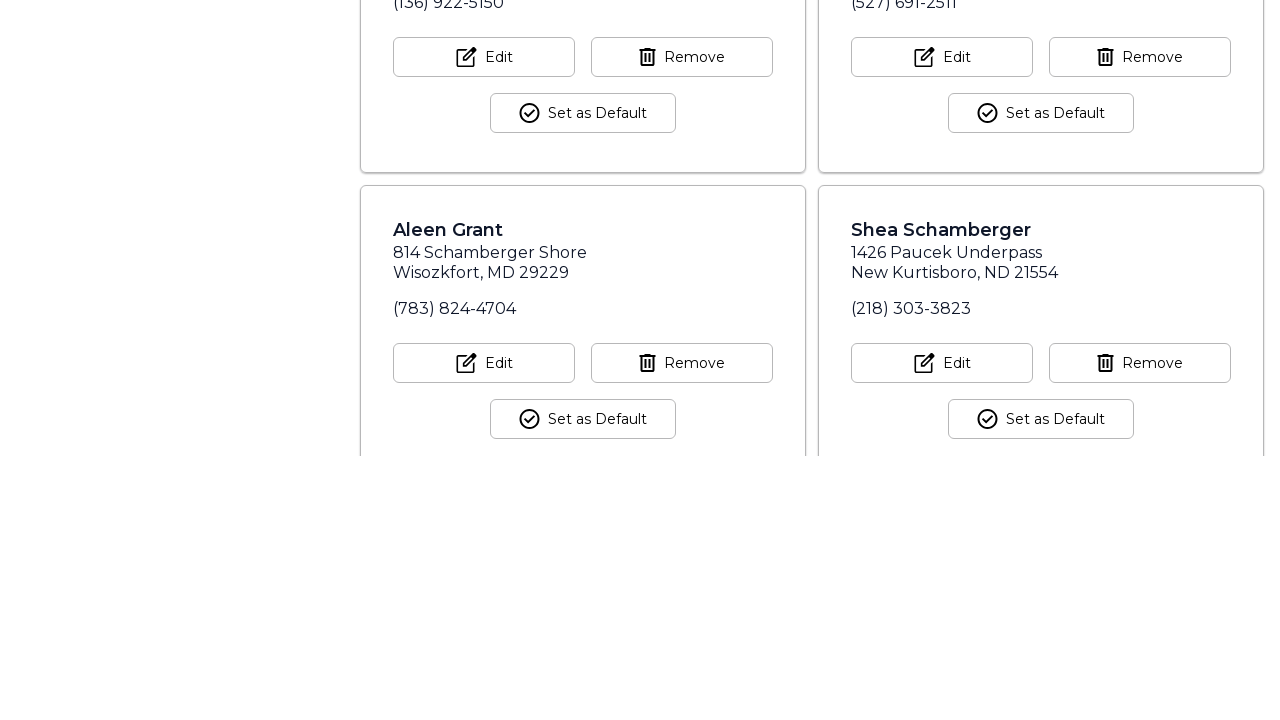 (136) 922-5150
(527) 691-2511
Edit
Remove
Edit
Remove
Set as Default
Set as Default
Aleen Grant
814 Schamberger Shore
Wisozkfort, MD 29229
(783) 824-4704
Shea Schamberger
1426 Paucek Underpass
New Kurtisboro, ND 21554
(218) 303-3823
Edit
Remove
Edit
Remove
Set as Default
Set as Default